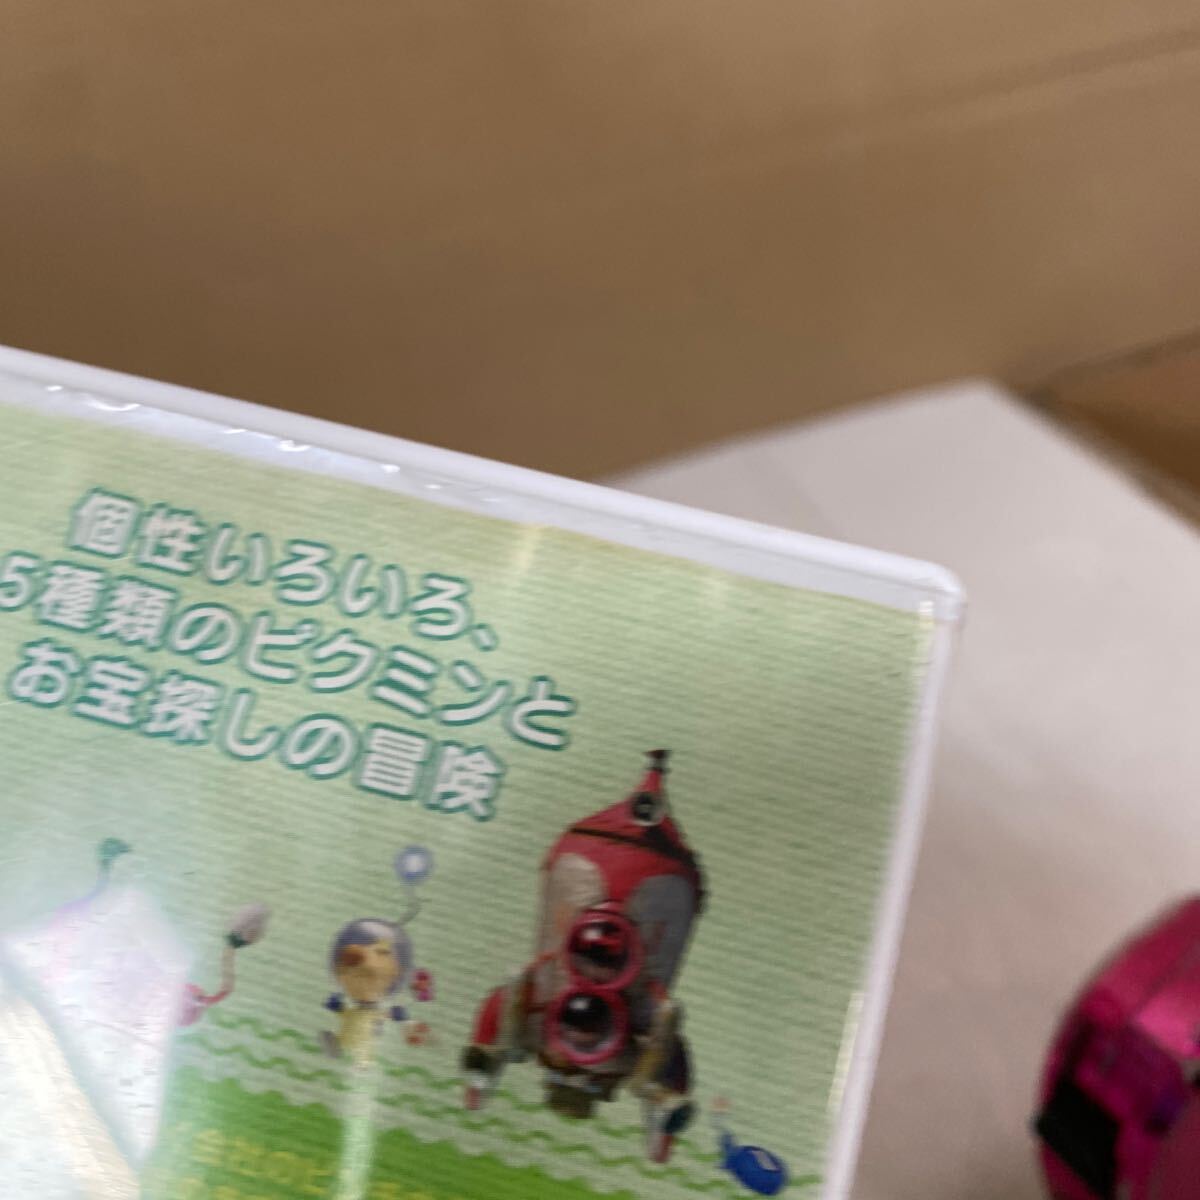 個性いろいろ、
5種類のピクミンと
お宝探しの冒険